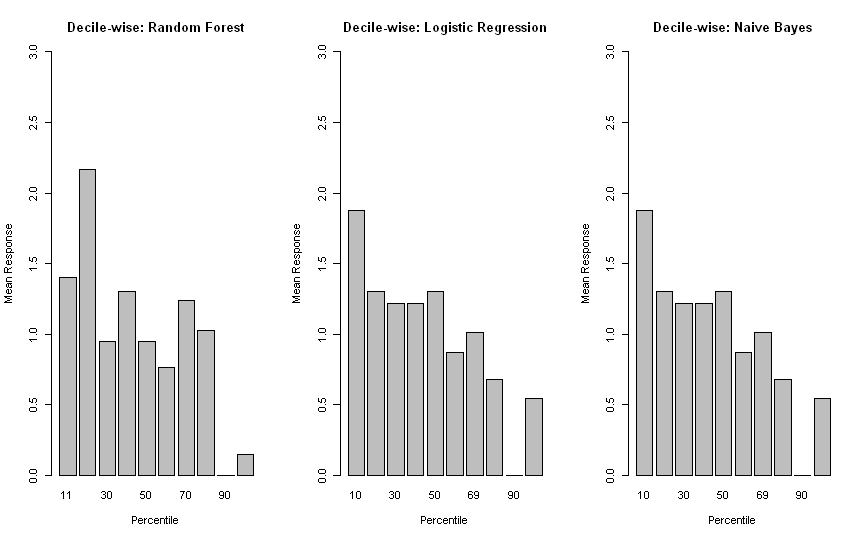 Decile-wise: Random Forest
Mean Response
3.0
2.5
2.0
1.5
1.0
0.5
0.0
11 30 50 70 90
Percentile
Decile-wise: Logistic Regression
Mean Response
3.0
2.5
2.0
1.5
1.0
0.5
0.0
10 30 50 69 90
Percentile
Decile-wise: Naive Bayes
Mean Response
3.0
2.5
2.0
1.5
1.0
0.5
0.0
10 30 50 69 90
Percentile